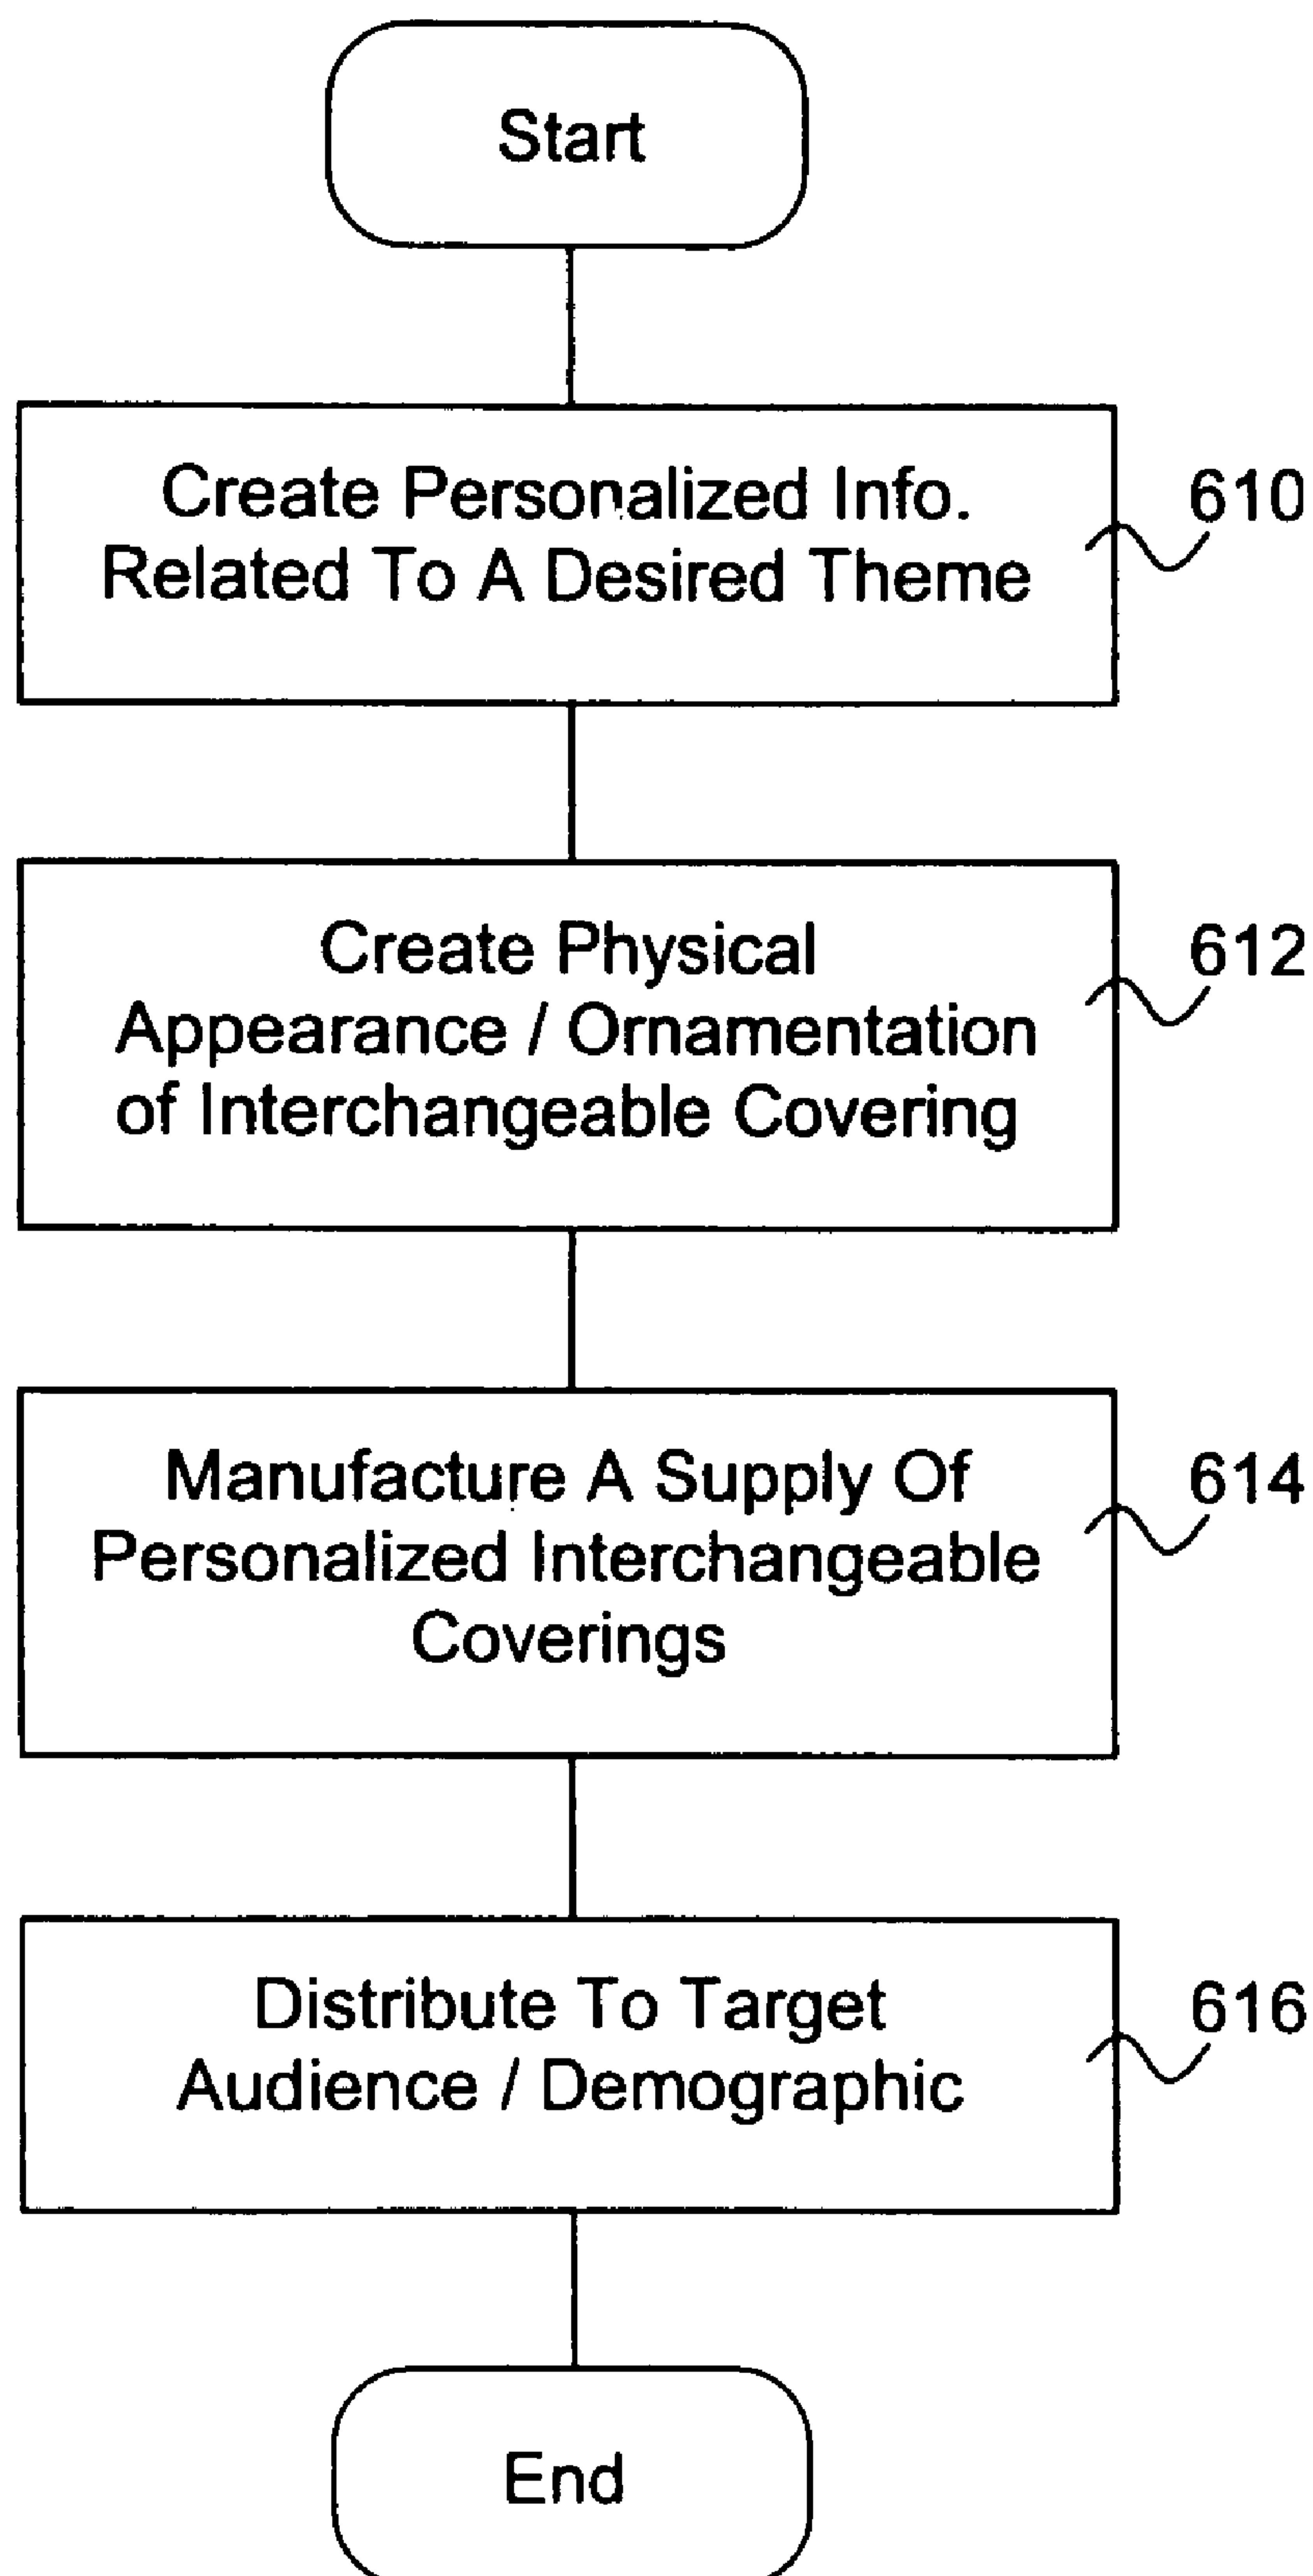 Start
Create Personalized Info.
Related To A Desired Theme
610
Create Physical
Appearance / Ornamentation
of Interchangeable Covering
612
Manufacture A Supply Of
Personalized Interchangeable
Coverings
614
Distribute To Target
Audience / Demographic
616
End